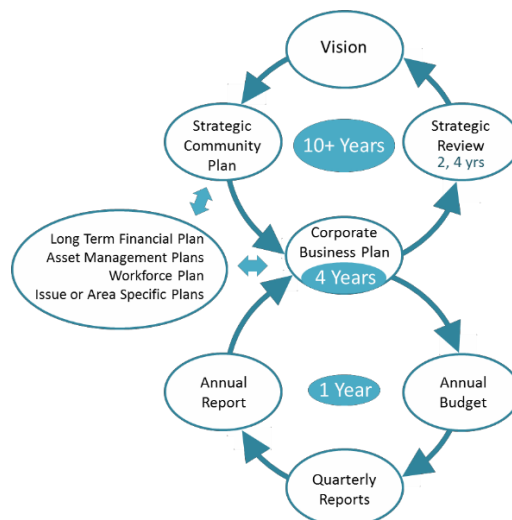 Vision
Strategic
Community
Plan
10+ Years
Strategic
Review
2, 4 yrs
Long Term Financial Plan
Asset Management Plans
Workforce Plan
Issue or Area Specific Plans
Corporate
Business Plan
4 Years
Annual
Report
1 Year
Annual
Budget
Quarterly
Reports